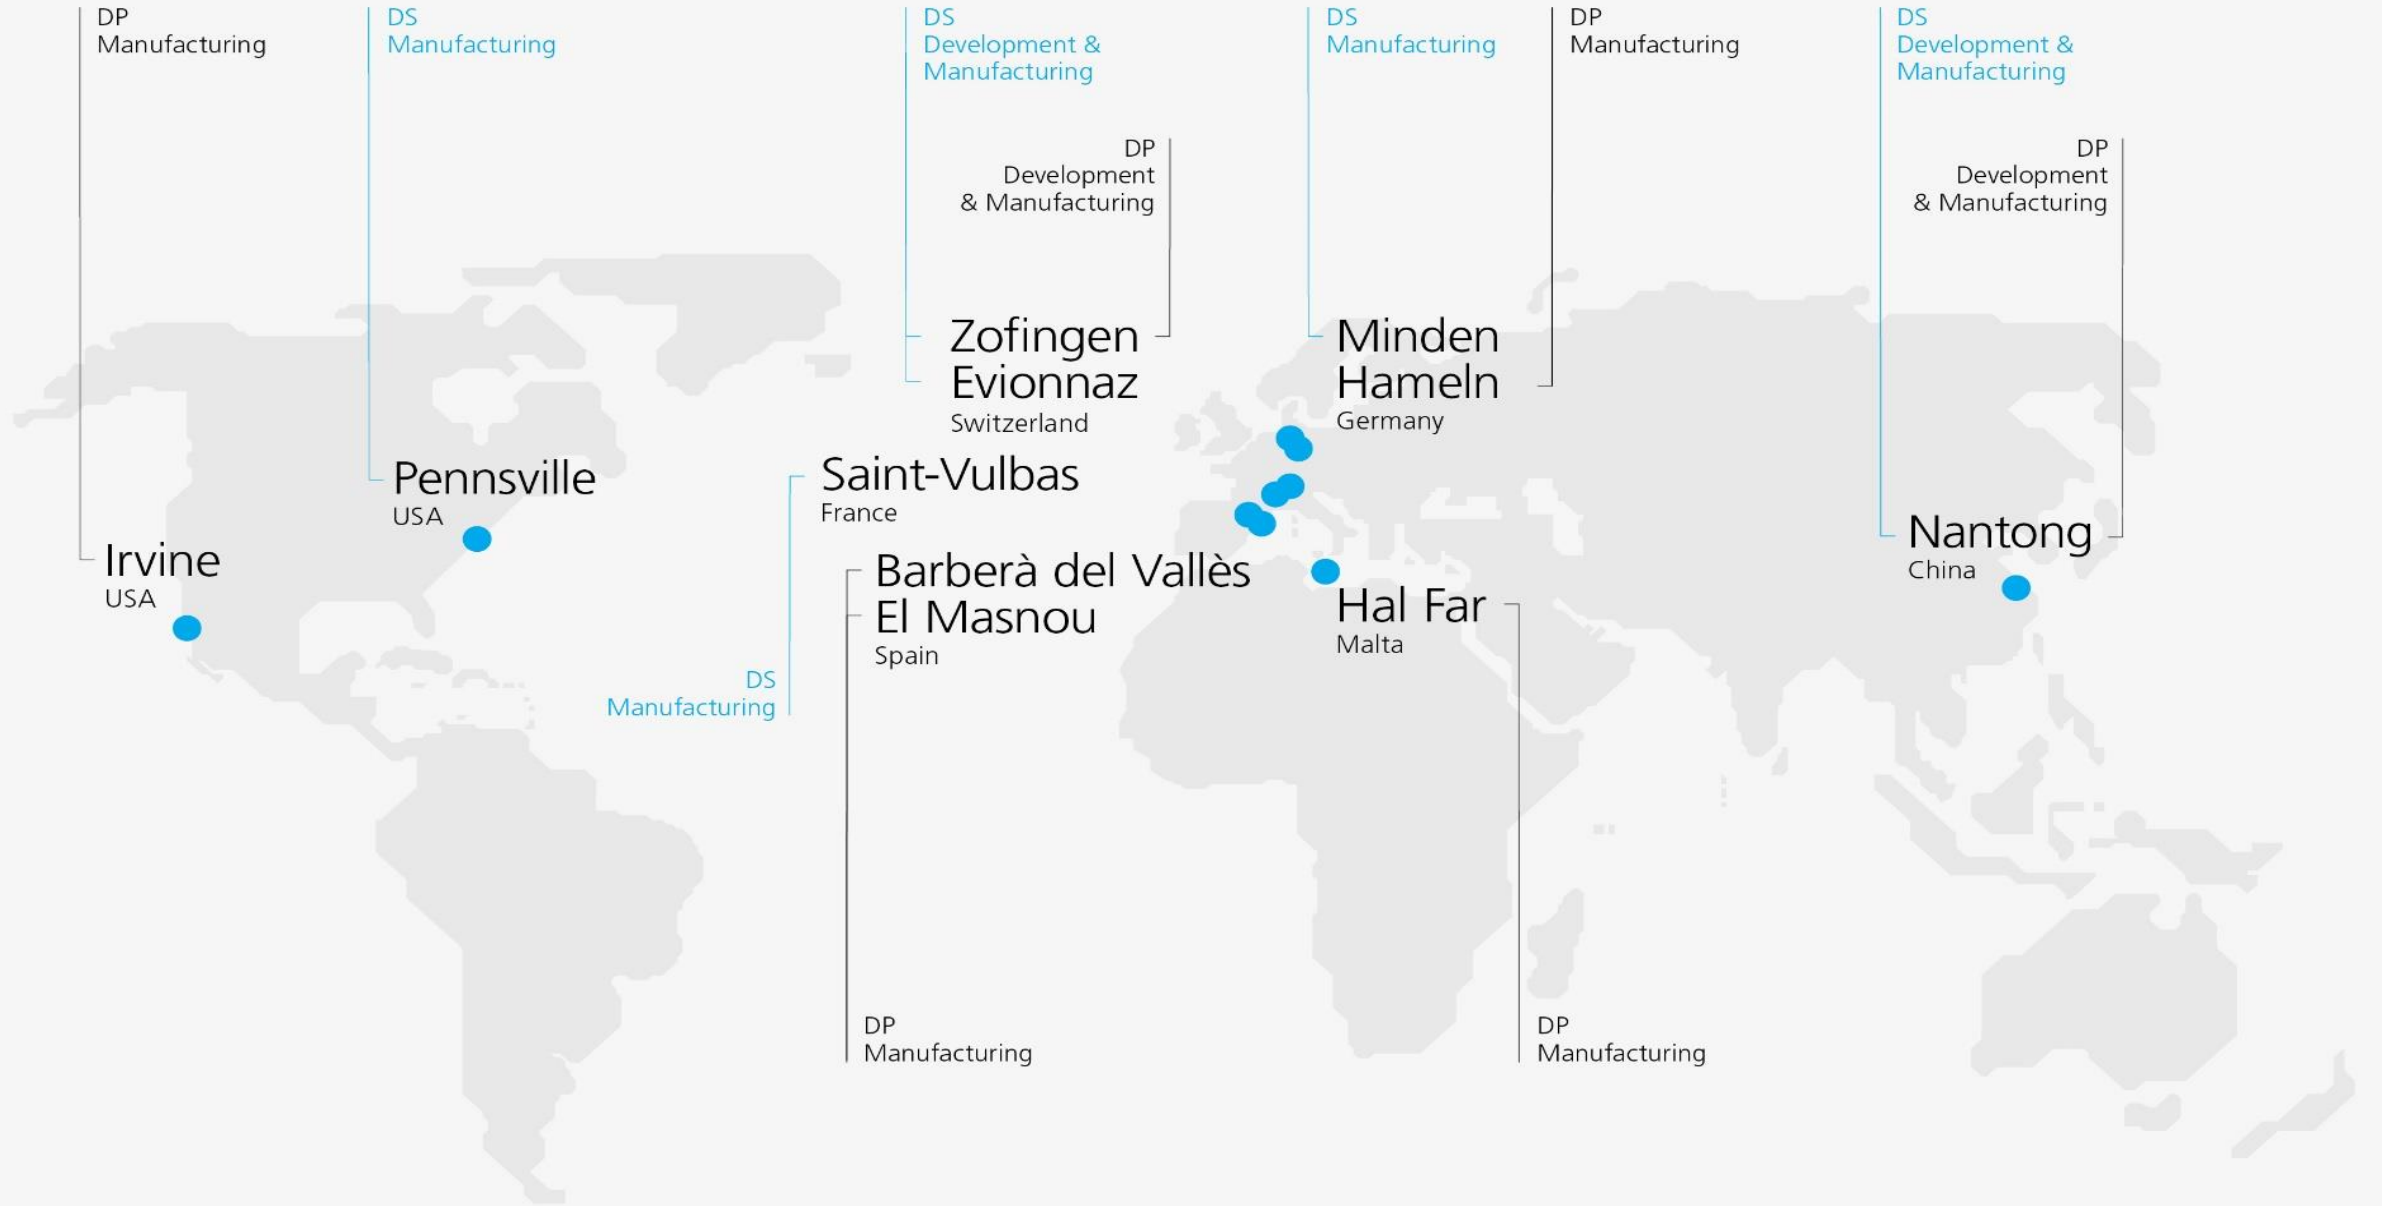 DP
Manufacturing
DS
Manufacturing
DS
Development &
Manufacturing
DS
Manufacturing
DP
Manufacturing
DS
Development &
Manufacturing
DP
Development
& Manufacturing
DP
Development
& Manufacturing
Zofingen
Evionnaz
Switzerland
Minden
Hameln
Germany
Pennsville
USA
Saint-Vulbas
France
Nantong
China
Irvine
USA
Barberà del Vallès
El Masnou
Spain
Hal Far
Malta
DS
Manufacturing
DP
Manufacturing
DP
Manufacturing